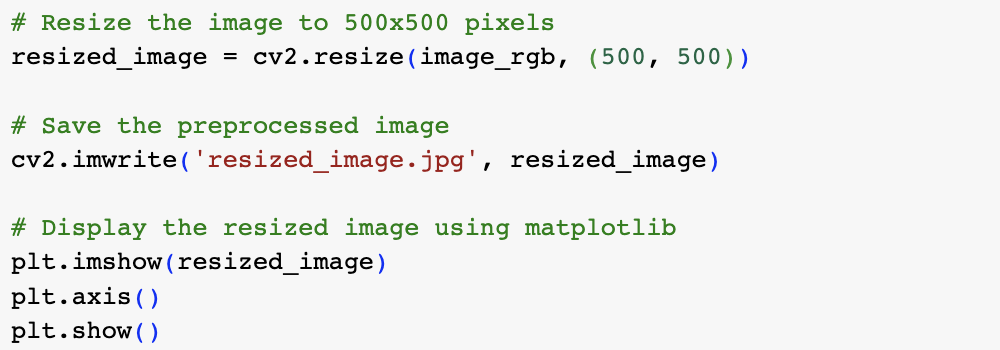 # Resize the image to 500x500 pixels
resized_image = cv2.resize(image_rgb, (500, 500))
# Save the preprocessed image
cv2.imwrite('resized_image.jpg', resized_image)
# Display the resized image using matplotlib
plt.imshow(resized_image)
plt.axis()
plt.show()